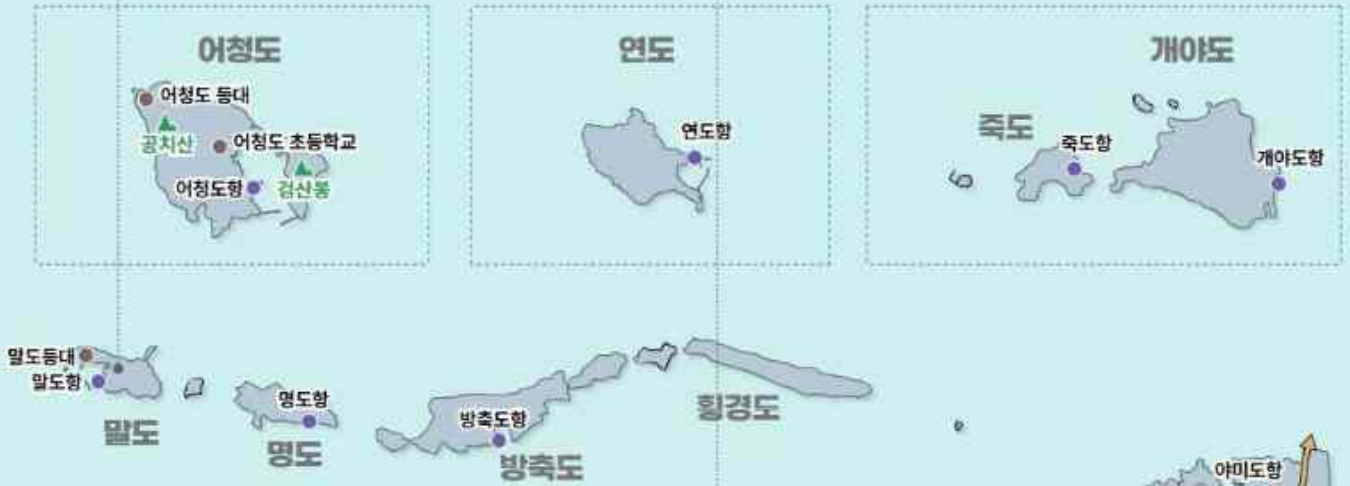 어청도
어청도 등대
공치산
어청도 초등학교
어청도항
검산봉
연도
연도항
개야도
죽도
죽도항
개야도항
말도등대
말도항
말도
명도항
명도
방축도항
방축도
횡경도
야미도항